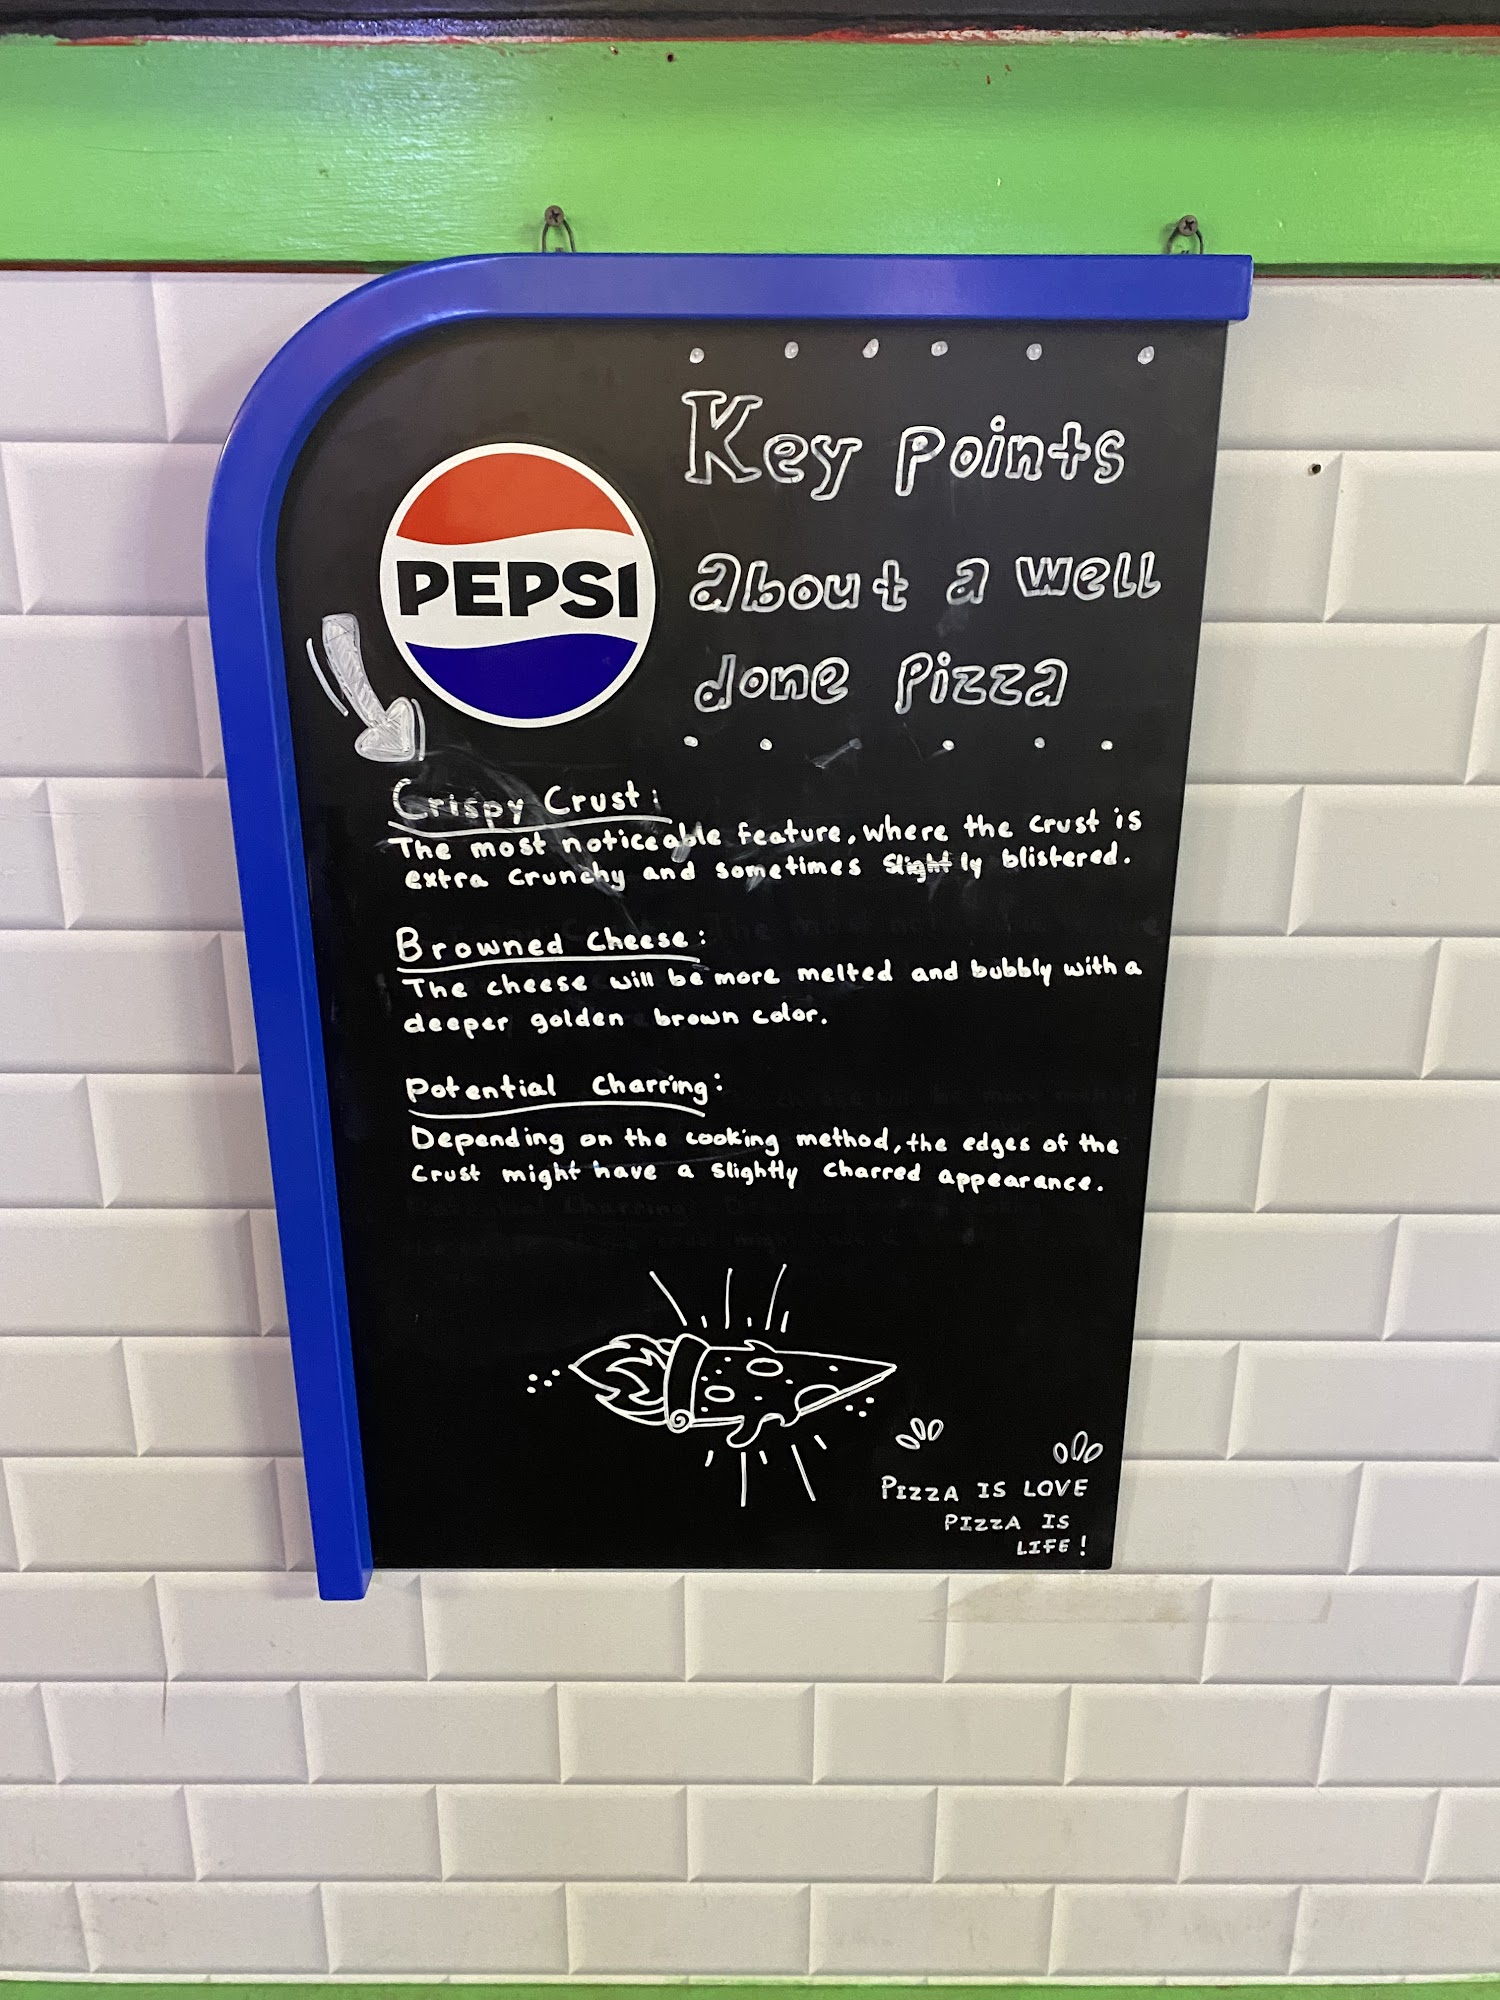 PEPSI
Key points
about a well
done Pizza
Crispy Crust:
The most noticeable feature, where the crust is
extra crunchy and sometimes slightly blistered.
Browned Cheese:
The cheese will be more melted and bubbly with a
deeper golden brown color.
Potential Charring:
Depending on the cooking method, the edges of the
crust might have a slightly charred appearance.
PIZZA IS LOVE
PIZZA IS
LIFE!